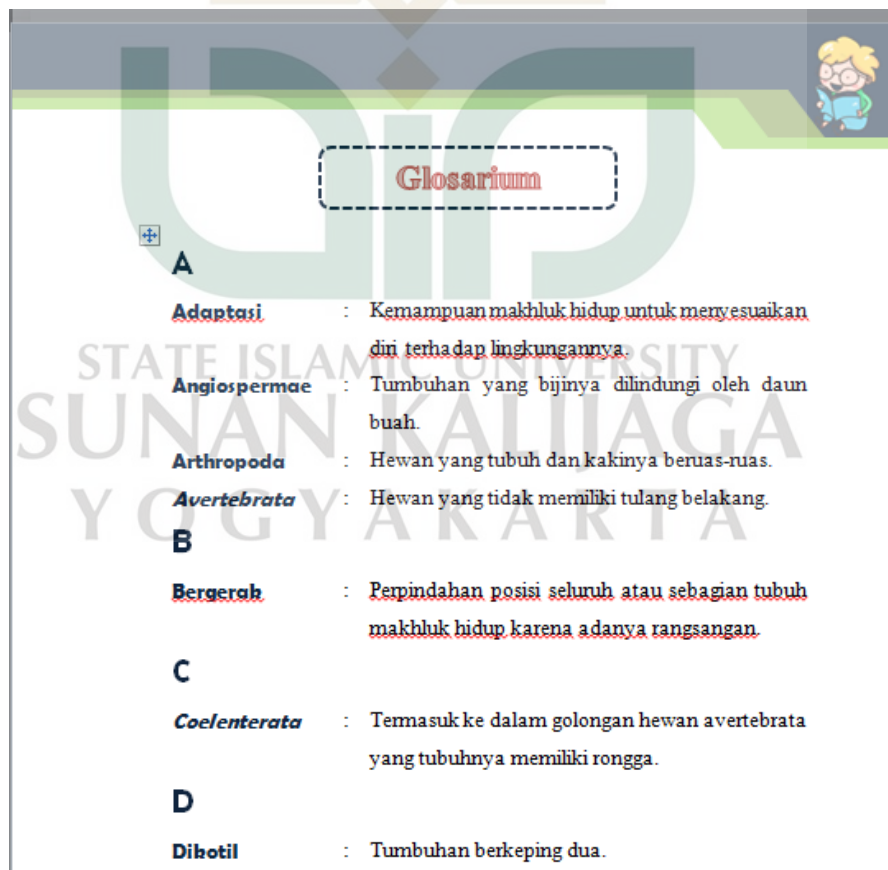 Glosarium
A
Adaptasi : Kemampuan makhluk hidup untuk menyesuaikan
diri terhadap lingkungannya.
Angiospermae : Tumbuhan yang bijinya dilindungi oleh daun
buah.
Arthropoda : Hewan yang tubuh dan kakinya beruas-ruas.
Avertebrata : Hewan yang tidak memiliki tulang belakang.
B
Bergerak : Perpindahan posisi seluruh atau sebagian tubuh
makhluk hidup karena adanya rangsangan.
C
Coelenterata : Termasuk ke dalam golongan hewan avertebrata
yang tubuhnya memiliki rongga.
D
Dikotil : Tumbuhan berkeping dua.
STATE ISLAMIC UNIVERSITY
SUNAN KALIJAGA
YOGYAKARTA